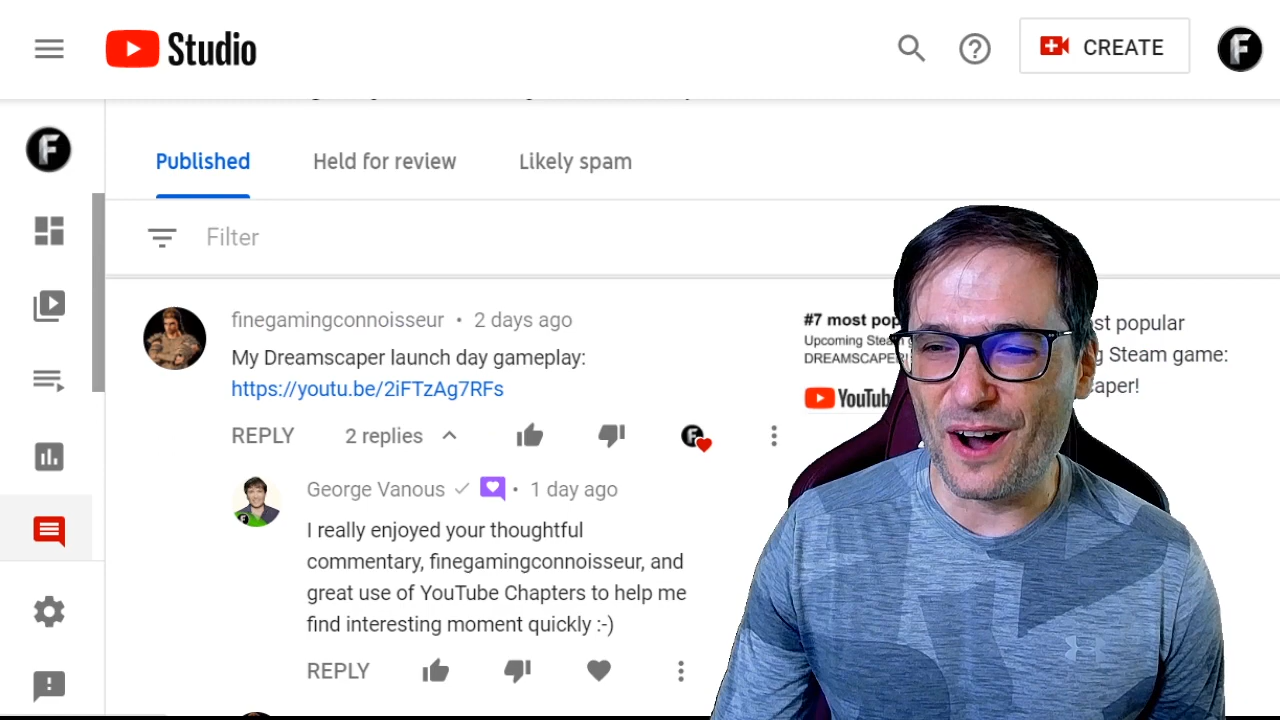 Studio
CREATE
Published
Held for review
Likely spam
Filter
finegamingconnoisseur • 2 days ago
My Dreamscaper launch day gameplay:
https://youtu.be/2iFTzAg7RFs
REPLY
2 replies
#7 most pop
Upcoming Steam g
DREAMSCAPER
YouTube
st popular
g Steam game:
caper!
George Vanous • 1 day ago
I really enjoyed your thoughtful
commentary, finegamingconnoisseur, and
great use of YouTube Chapters to help me
find interesting moment quickly :-)
REPLY